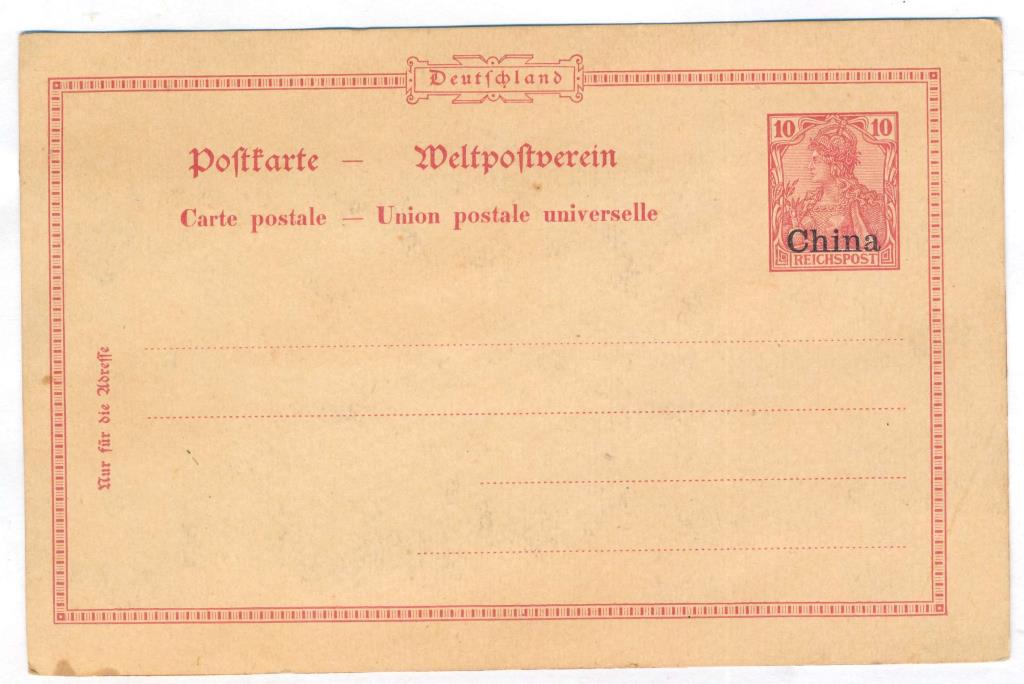 Deutschland
Postkarte — Weltpostverein
Carte postale — Union postale universelle
10 10
China
REICHSPOST
Nur für die Adresse